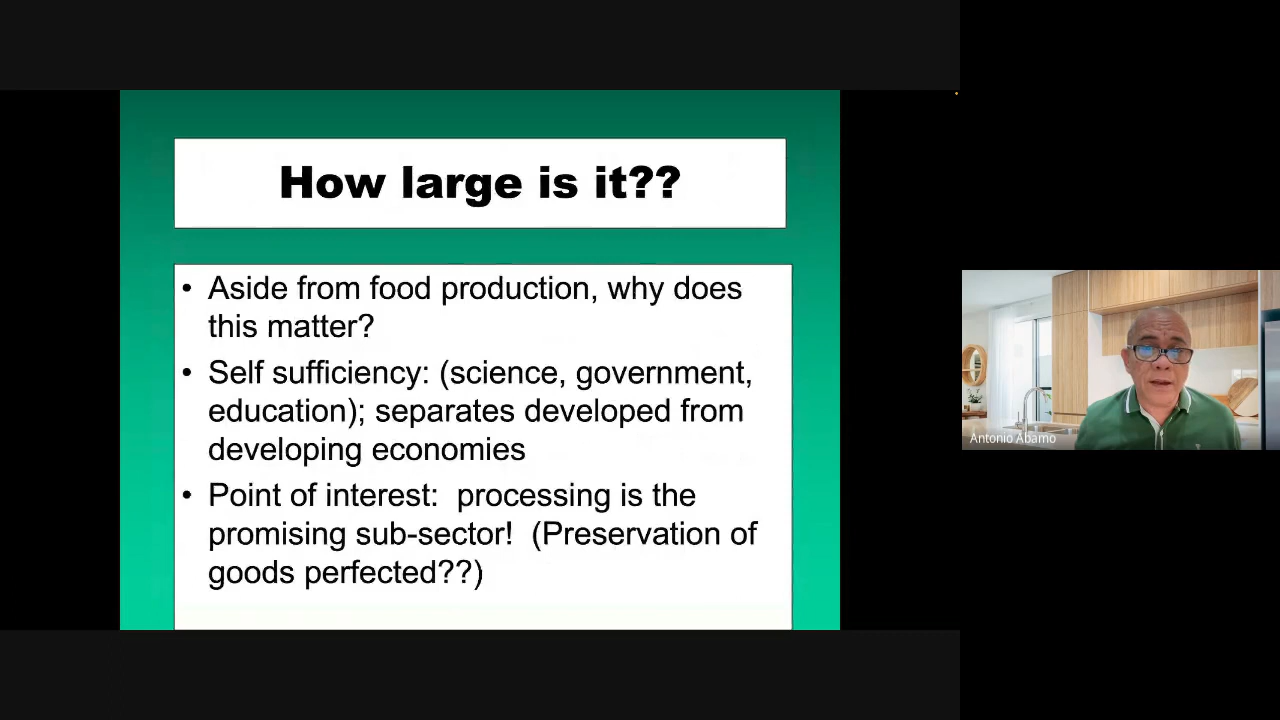 How large is it??
• Aside from food production, why does
this matter?
• Self sufficiency: (science, government,
education); separates developed from
developing economies
• Point of interest:  processing is the
promising sub-sector!  (Preservation of
goods perfected??)
Antonio Abamo